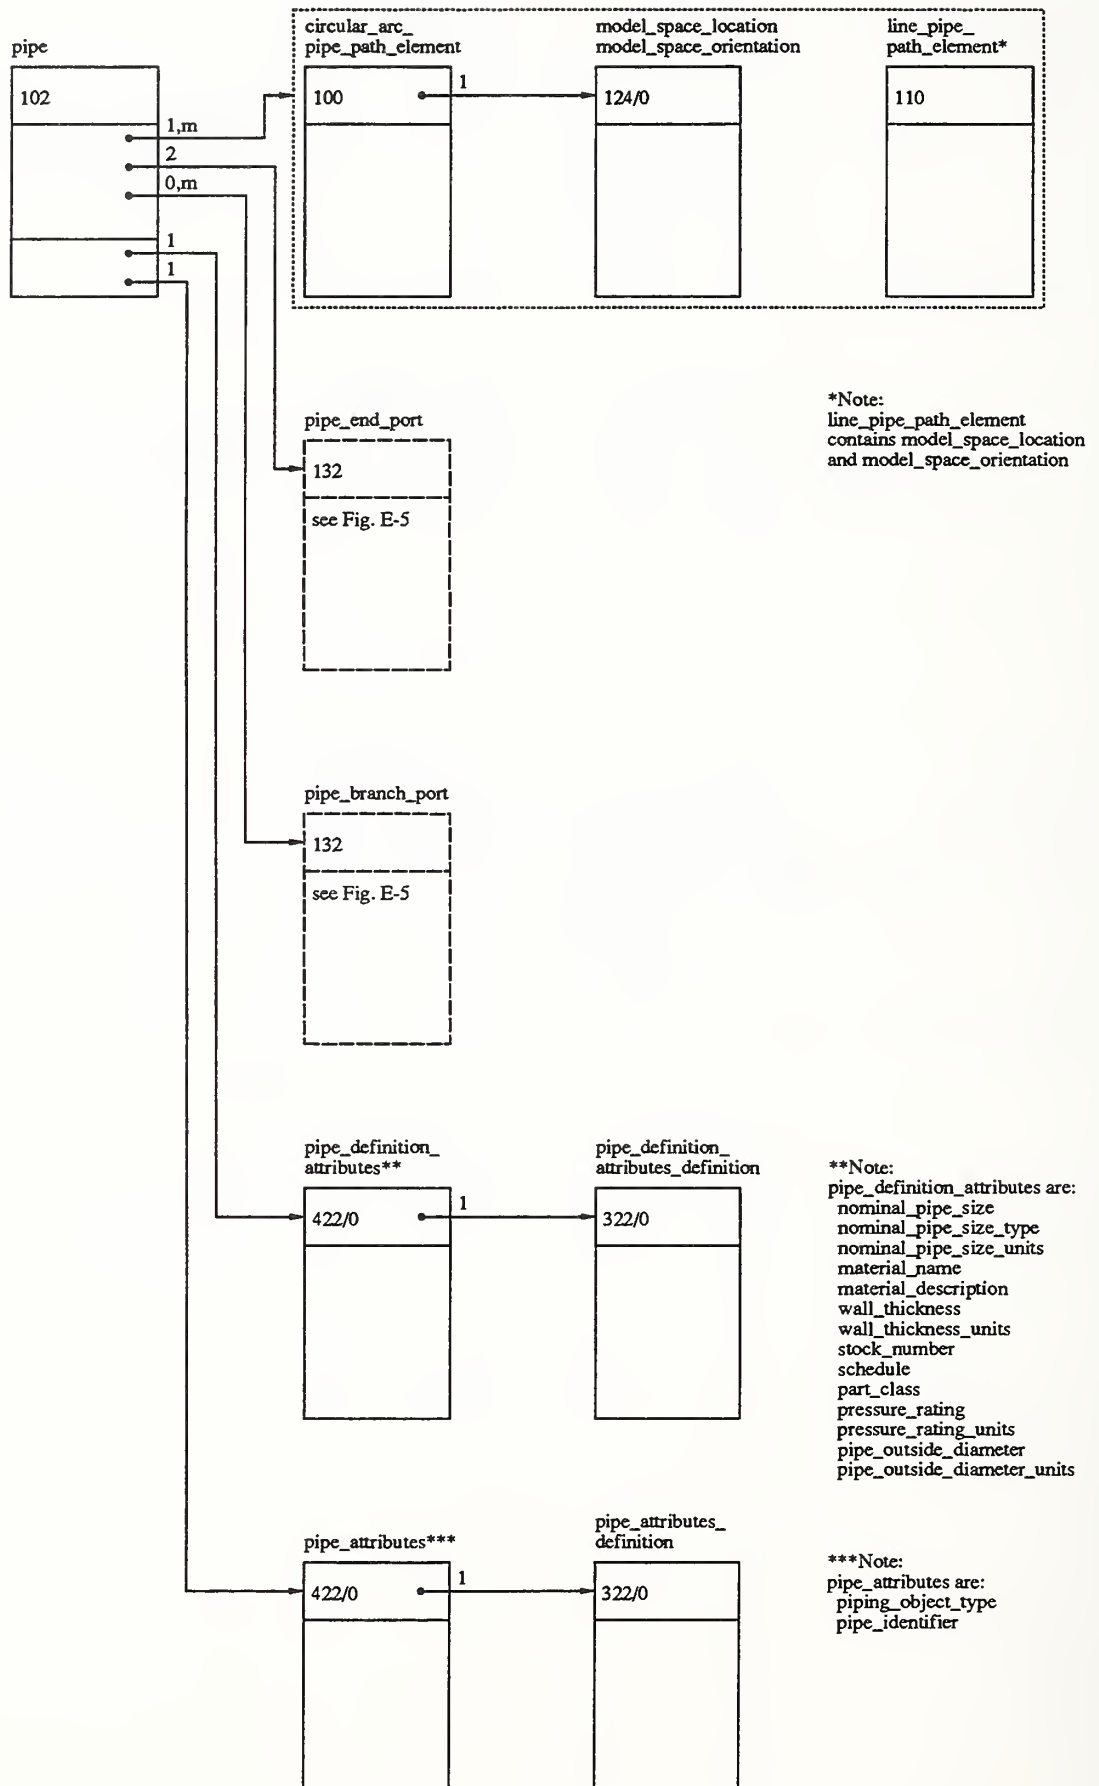 pipe
102
1,m
2
0,m
1
1
circular_arc_
pipe_path_element
100
1
model_space_location
model_space_orientation
124/0
line_pipe_
path_element*
110
*Note:
line_pipe_path_element
contains model_space_location
and model_space_orientation
pipe_end_port
132
see Fig. E-5
pipe_branch_port
132
see Fig. E-5
pipe_definition_
attributes**
422/0
1
pipe_definition_
attributes_definition
322/0
**Note:
pipe_definition_attributes are:
nominal_pipe_size
nominal_pipe_size_type
nominal_pipe_size_units
material_name
material_description
wall_thickness
wall_thickness_units
stock_number
schedule
part_class
pressure_rating
pressure_rating_units
pipe_outside_diameter
pipe_outside_diameter_units
pipe_attributes***
422/0
1
pipe_attributes_
definition
322/0
***Note:
pipe_attributes are:
piping_object_type
pipe_identifier